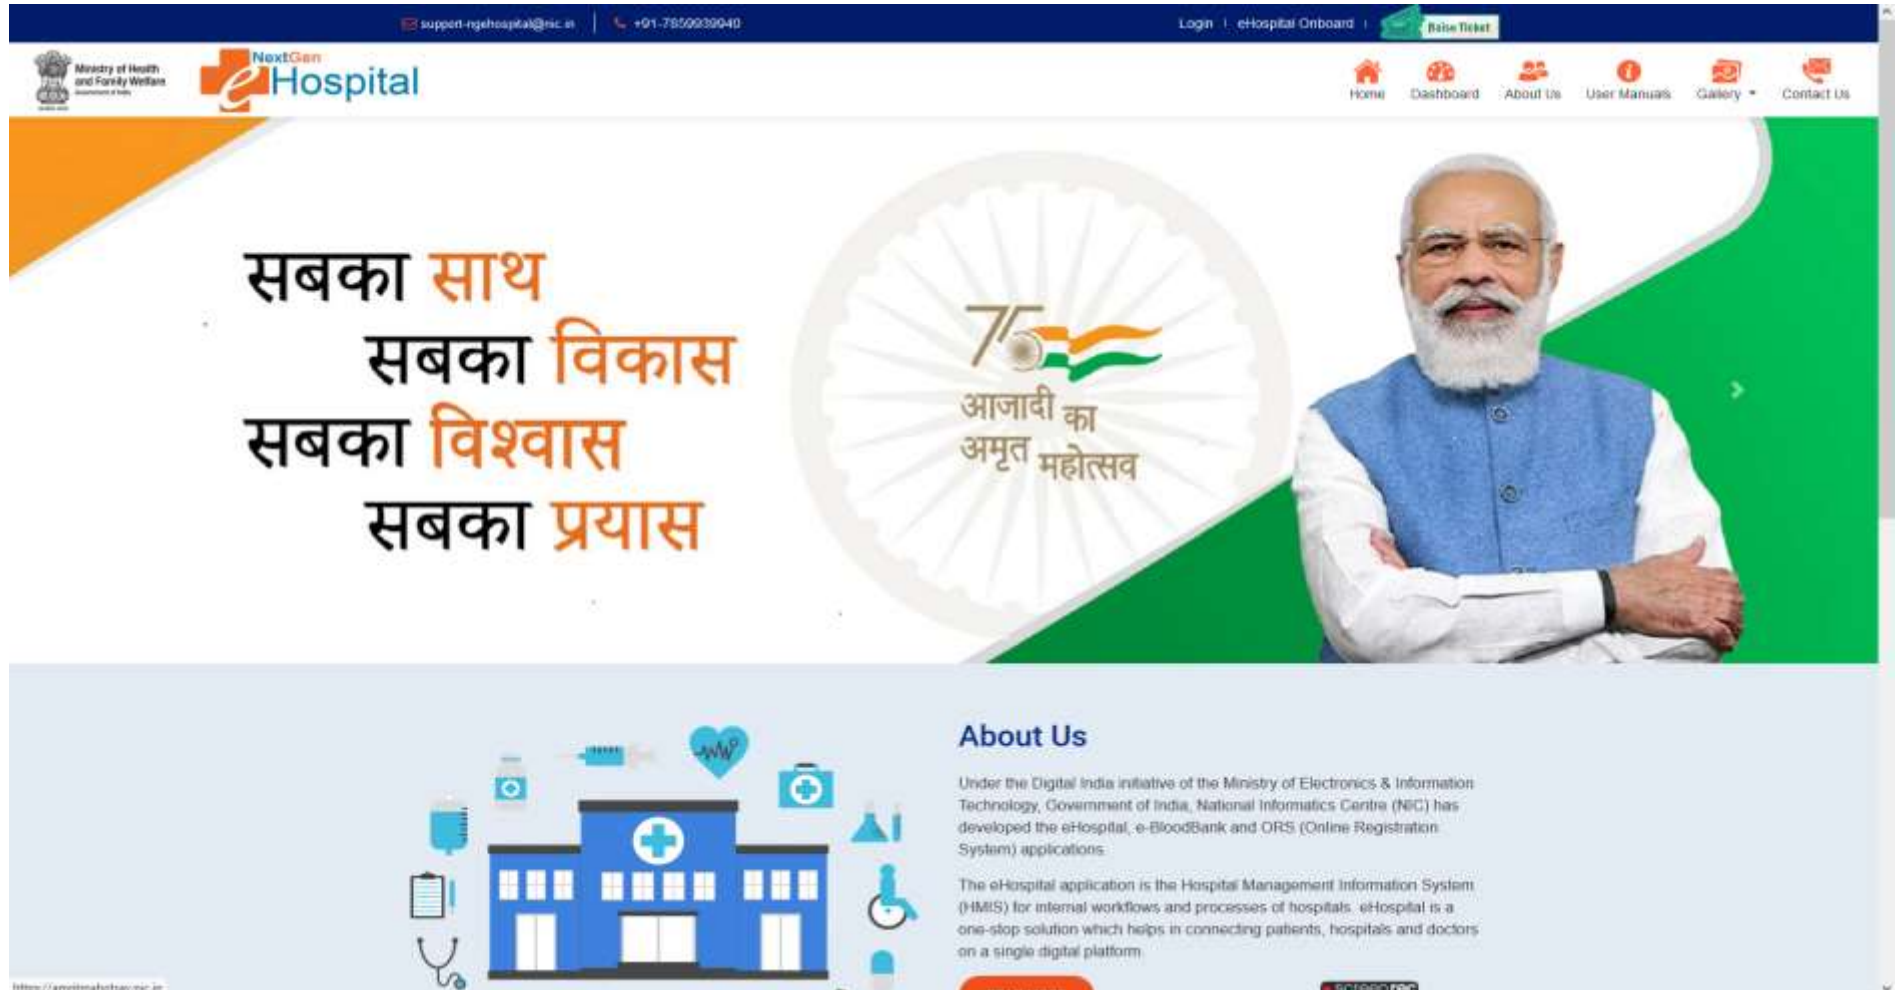 support-ngehospital@nic.in
+91-7859939940
Login
eHospital Onboard
Raise Ticket
Ministry of Health
and Family Welfare
Government of India
NextGen
eHospital
Home
Dashboard
About Us
User Manuals
Gallery
Contact Us
सबका साथ
सबका विकास
सबका विश्वास
सबका प्रयास
75
आजादी का
अमृत महोत्सव
About Us
Under the Digital India initiative of the Ministry of Electronics & Information
Technology, Government of India, National Informatics Centre (NIC) has
developed the eHospital, e-BloodBank and ORS (Online Registration
System) applications.
The eHospital application is the Hospital Management Information System
(HMIS) for internal workflows and processes of hospitals. eHospital is a
one-stop solution which helps in connecting patients, hospitals and doctors
on a single digital platform.